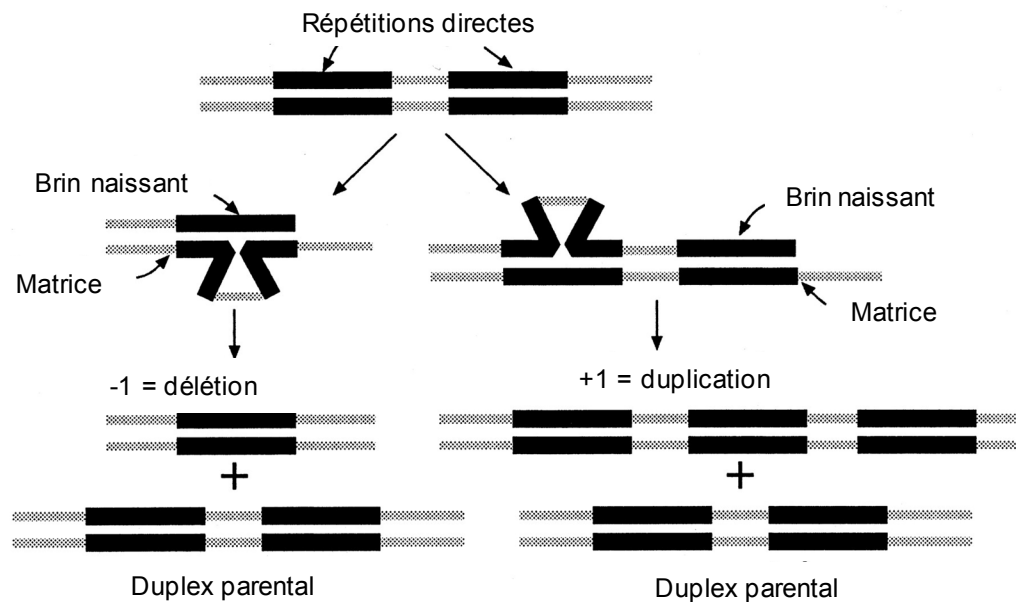 Répétitions directes
Brin naissant
Brin naissant
Matrice
Matrice
-1 = délétion
+1 = duplication
+
+
Duplex parental
Duplex parental